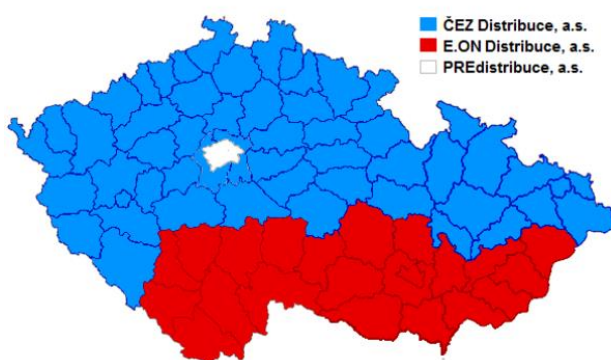 ČEZ Distribuce, a.s.
E.ON Distribuce, a.s.
PREdistribuce, a.s.